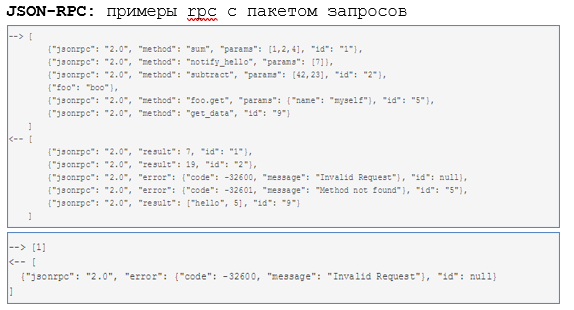 JSON-RPC: примеры rpc с пакетом запросов
--> [
{"jsonrpc": "2.0", "method": "sum", "params": [1,2,4], "id": "1"},
{"jsonrpc": "2.0", "method": "notify_hello", "params": [7]},
{"jsonrpc": "2.0", "method": "subtract", "params": [42,23], "id": "2"},
{"foo": "boo"},
{"jsonrpc": "2.0", "method": "foo.get", "params": {"name": "myself"}, "id": "5"},
{"jsonrpc": "2.0", "method": "get_data", "id": "9"}
]
<-- [
{"jsonrpc": "2.0", "result": 7, "id": "1"},
{"jsonrpc": "2.0", "result": 19, "id": "2"},
{"jsonrpc": "2.0", "error": {"code": -32600, "message": "Invalid Request"}, "id": null},
{"jsonrpc": "2.0", "error": {"code": -32601, "message": "Method not found"}, "id": "5"},
{"jsonrpc": "2.0", "result": ["hello", 5], "id": "9"}
]
--> [1]
<-- [
{"jsonrpc": "2.0", "error": {"code": -32600, "message": "Invalid Request"}, "id": null}
]